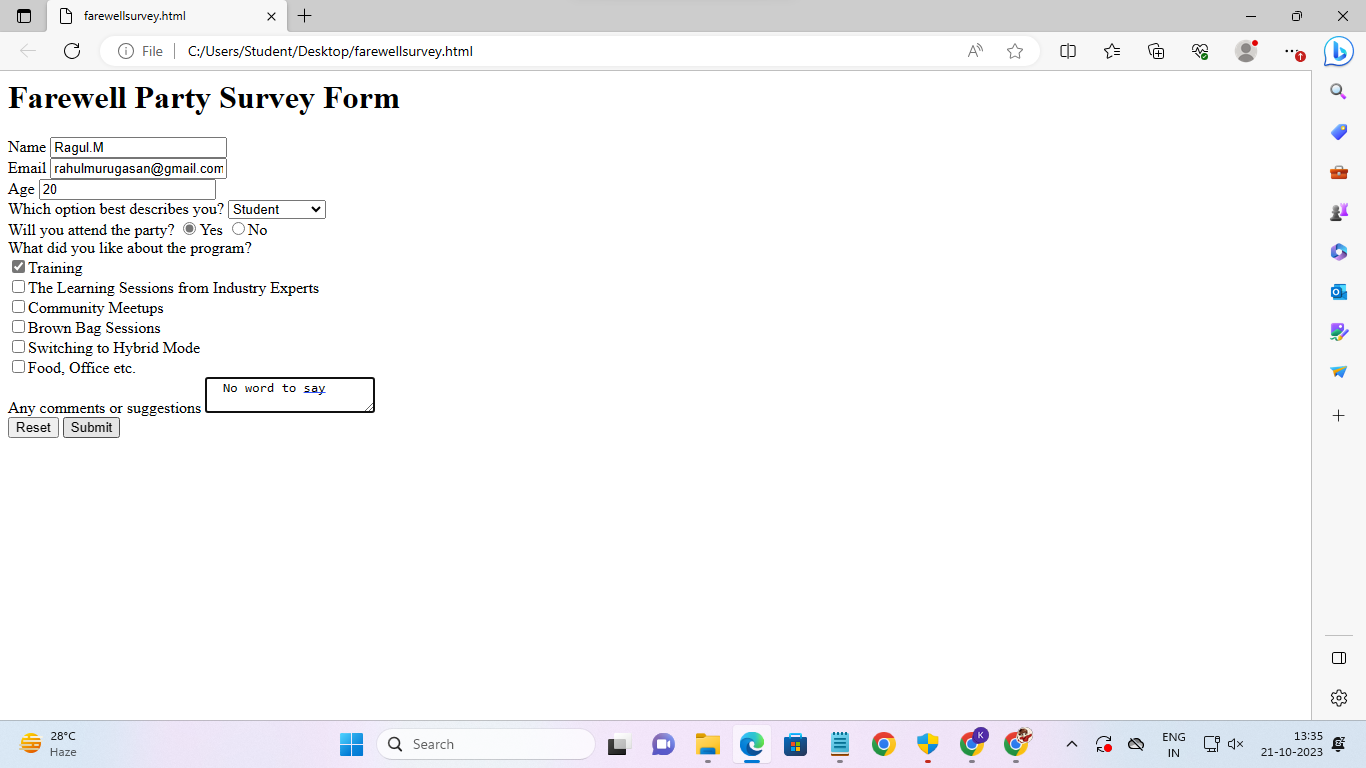 farewellsurvey.html
File
C:/Users/Student/Desktop/farewellsurvey.html
Farewell Party Survey Form
Name Ragul.M
Email rahulmurugasan@gmail.com
Age 20
Which option best describes you? Student
Will you attend the party? Yes No
What did you like about the program?
Training
The Learning Sessions from Industry Experts
Community Meetups
Brown Bag Sessions
Switching to Hybrid Mode
Food, Office etc.
Any comments or suggestions No word to say
Reset Submit
28°C
Haze
Search
K
ENG
IN
13:35
21-10-2023